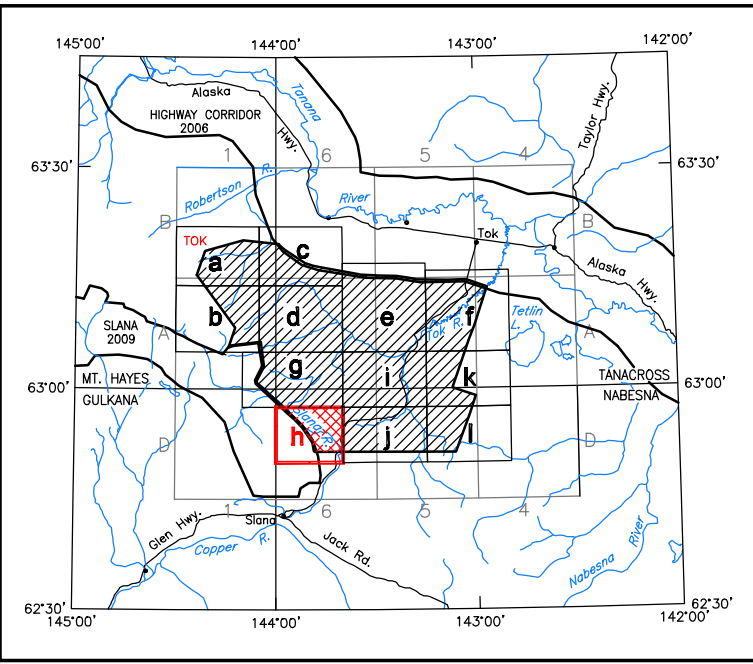 145°00'
144°00'
143°00'
142°00'
Alaska
Tanana
HIGHWAY CORRIDOR
2006
Hwy.
Taylor Hwy.
63°30'
1
R.
6
5
4
63°30'
Robertson
River
B
B
TOK
Tok
c
a
Alaska
Hwy.
SLANA
2009
b
d
e
f
Tetlin
L.
A
Tok R.
A
g
i
k
MT. HAYES
63°00'
TANACROSS
63°00'
GULKANA
NABESNA
Slana R.
h
j
l
D
D
1
6
5
4
Slana
Glen Hwy.
Copper
R.
Jack Rd.
Nabesna
River
62°30'
62°30'
145°00'
144°00'
143°00'
142°00'